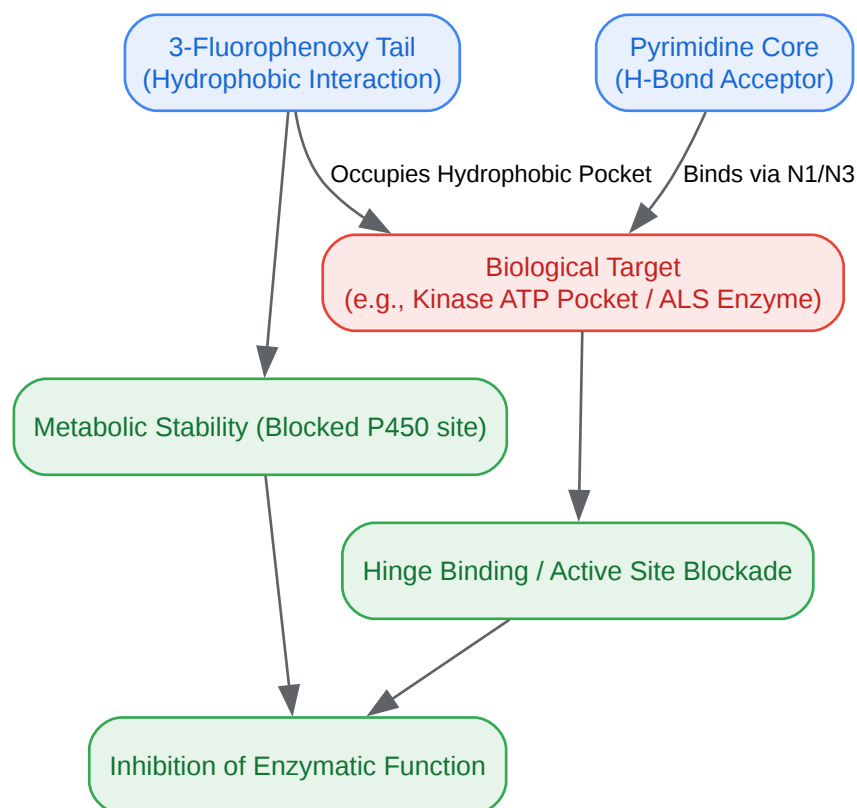 3-Fluorophenoxy Tail
(Hydrophobic Interaction)
Pyrimidine Core
(H-Bond Acceptor)
Occupies Hydrophobic Pocket
Binds via N1/N3
Biological Target
(e.g., Kinase ATP Pocket / ALS Enzyme)
Metabolic Stability (Blocked P450 site)
Hinge Binding / Active Site Blockade
Inhibition of Enzymatic Function